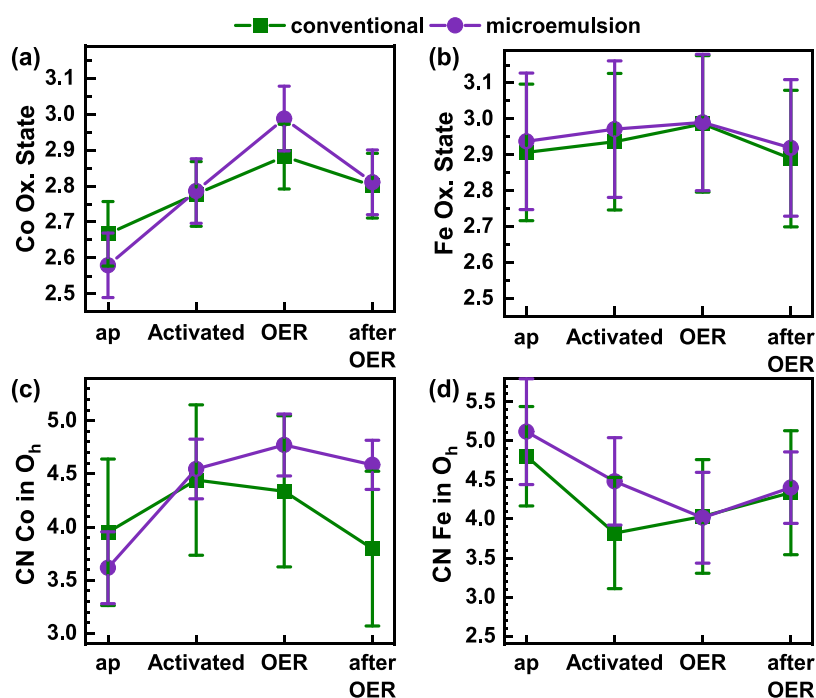 conventional microemulsion
(a)
Co Ox. State
3.1
3.0
2.9
2.8
2.7
2.6
2.5
ap Activated OER after
OER
(b)
Fe Ox. State
3.1
3.0
2.9
2.8
2.7
2.6
2.5
ap Activated OER after
OER
(c)
CN Co in Oh
5.0
4.5
4.0
3.5
3.0
ap Activated OER after
OER
(d)
CN Fe in Oh
5.5
5.0
4.5
4.0
3.5
3.0
2.5
ap Activated OER after
OER